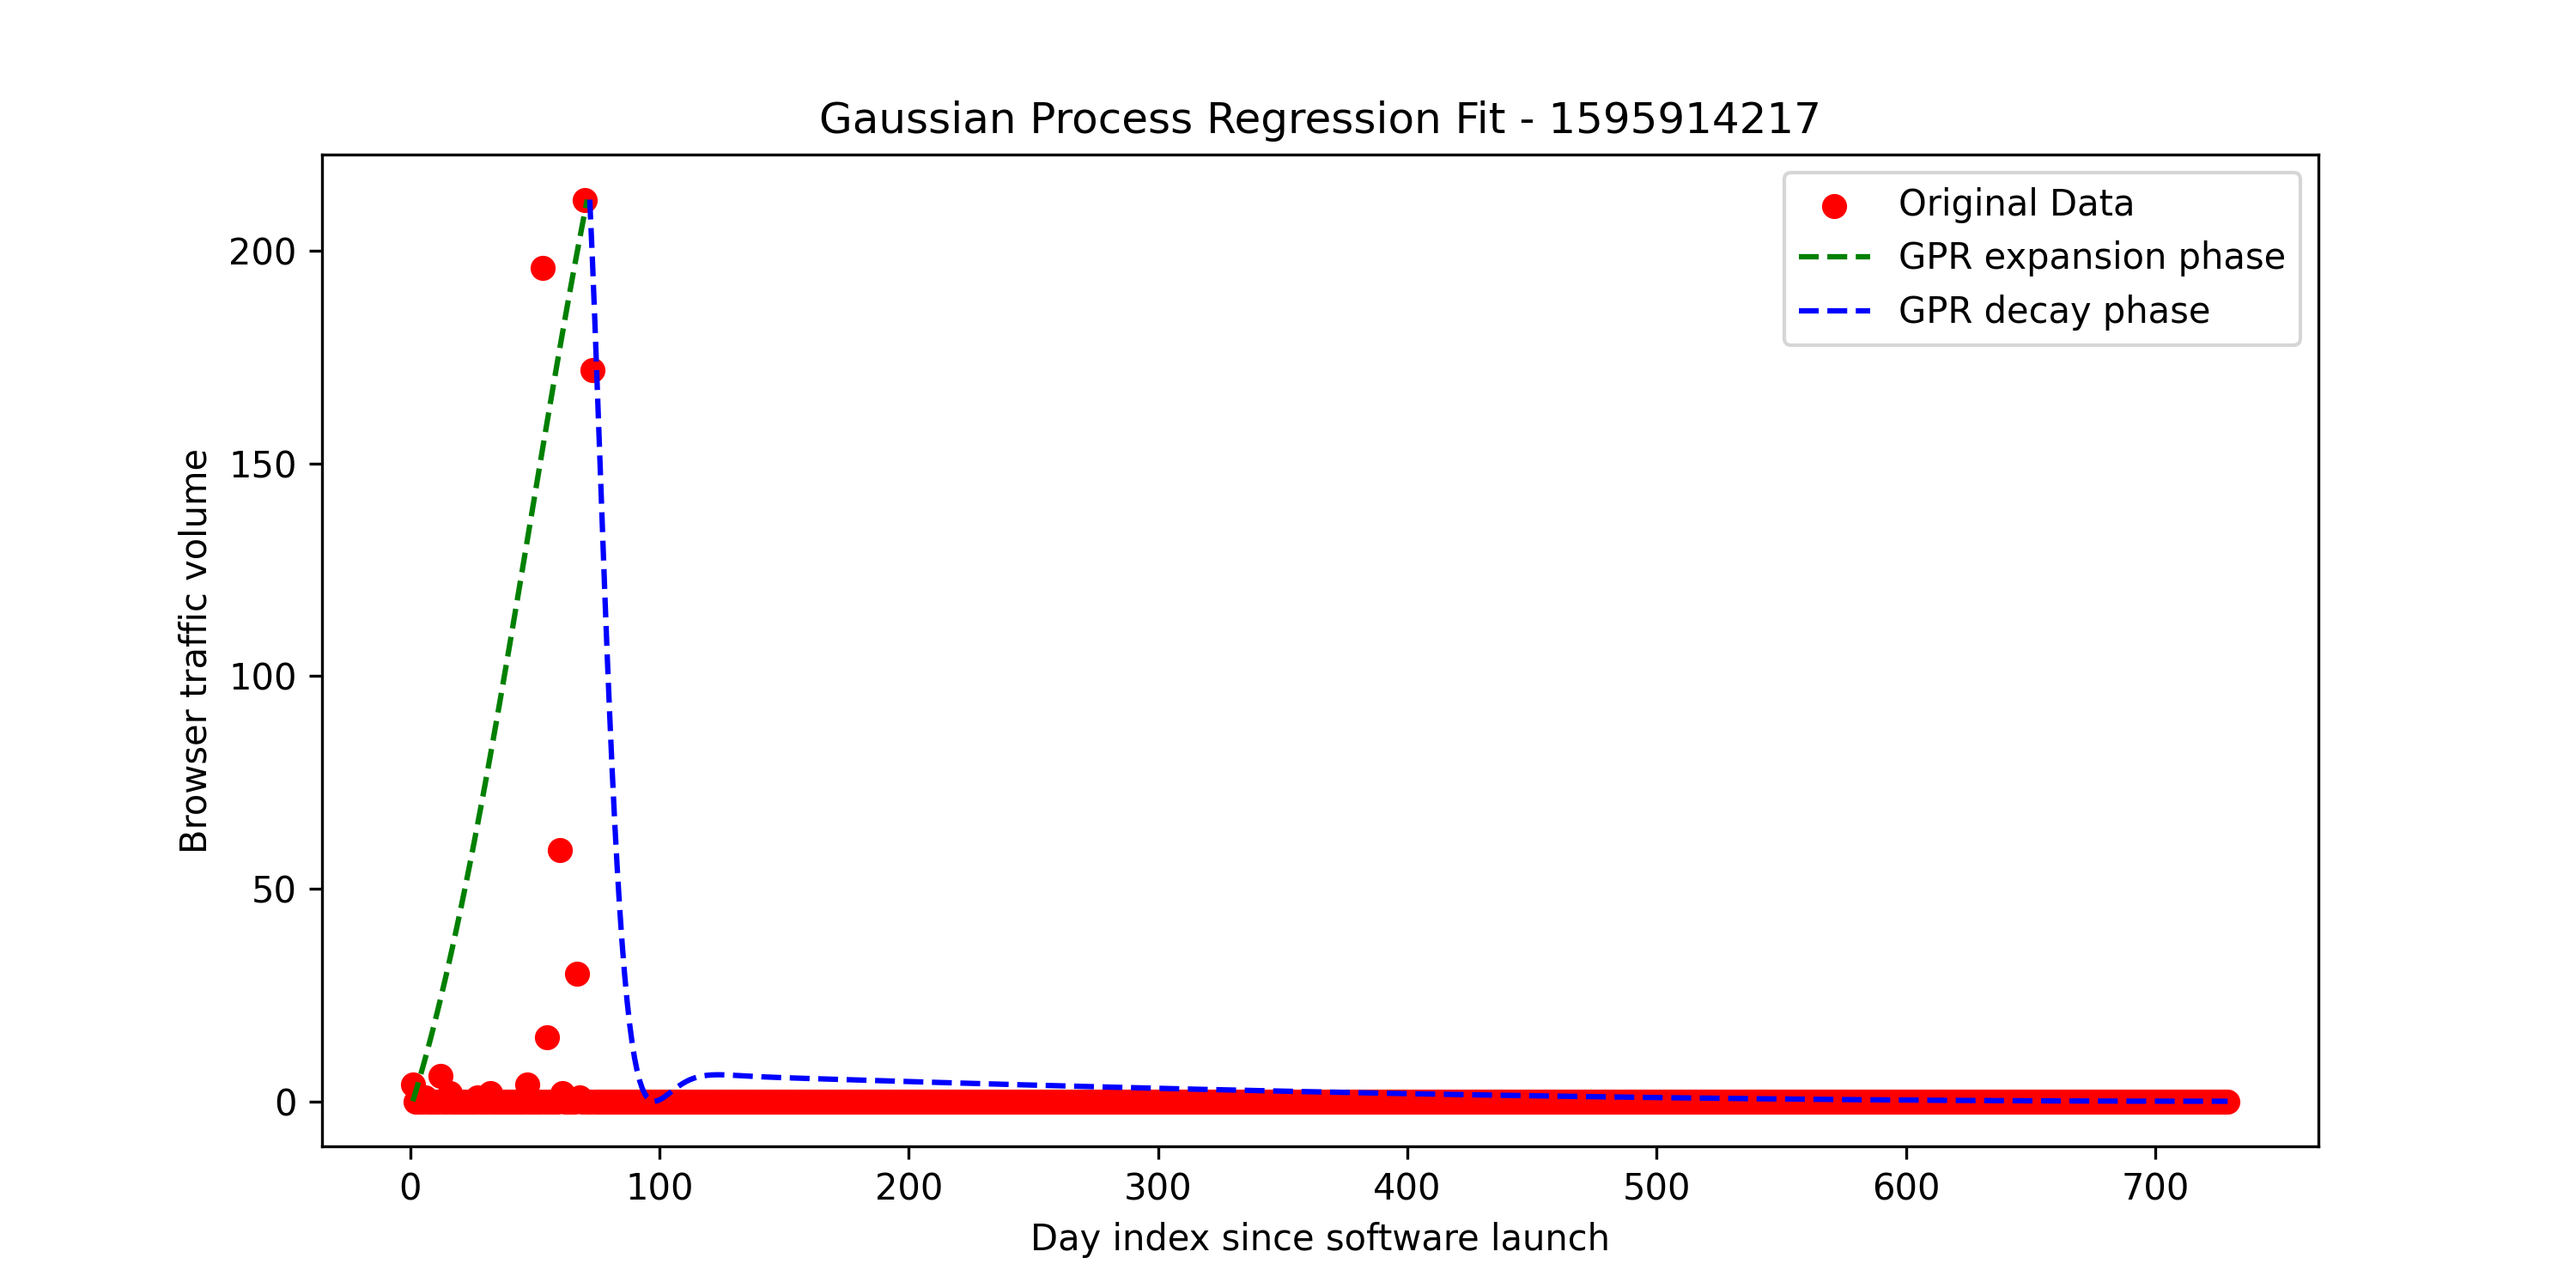 Gaussian Process Regression Fit - 1595914217
Original Data
GPR expansion phase
GPR decay phase
Browser traffic volume
200
150
100
50
0
0 100 200 300 400 500 600 700
Day index since software launch